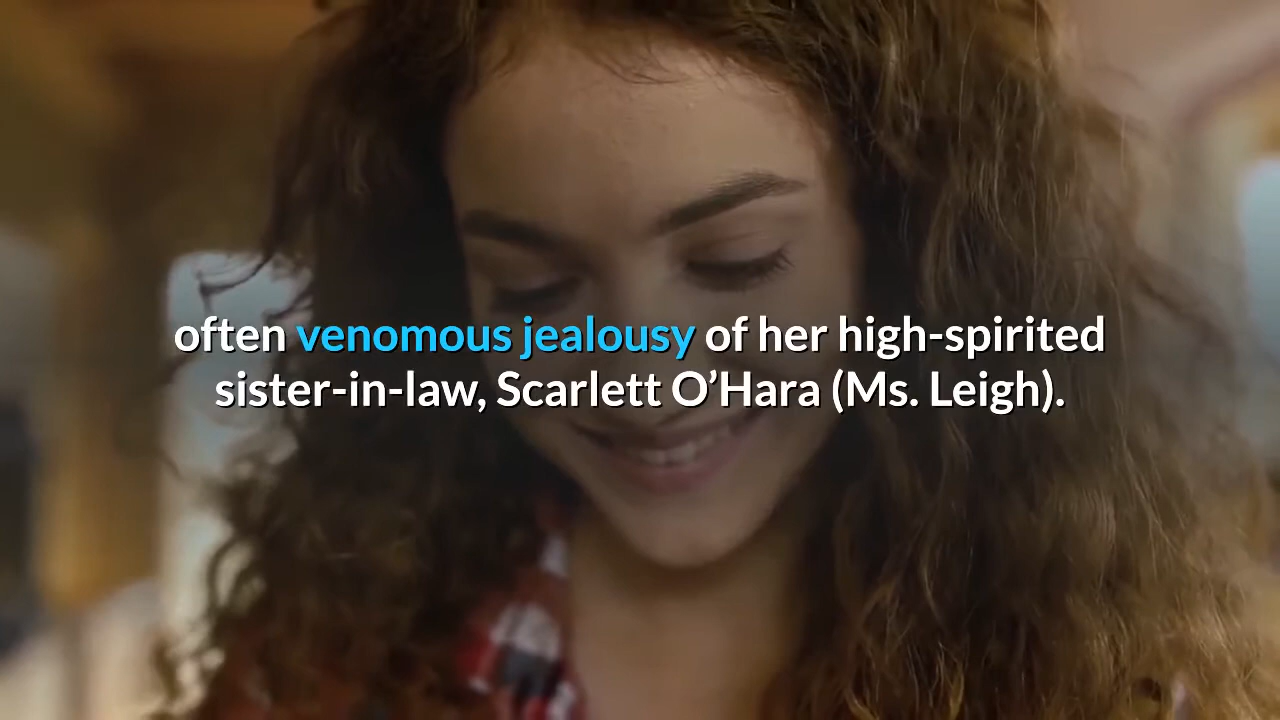 often venomous jealousy of her high-spirited
sister-in-law, Scarlett O’Hara (Ms. Leigh).